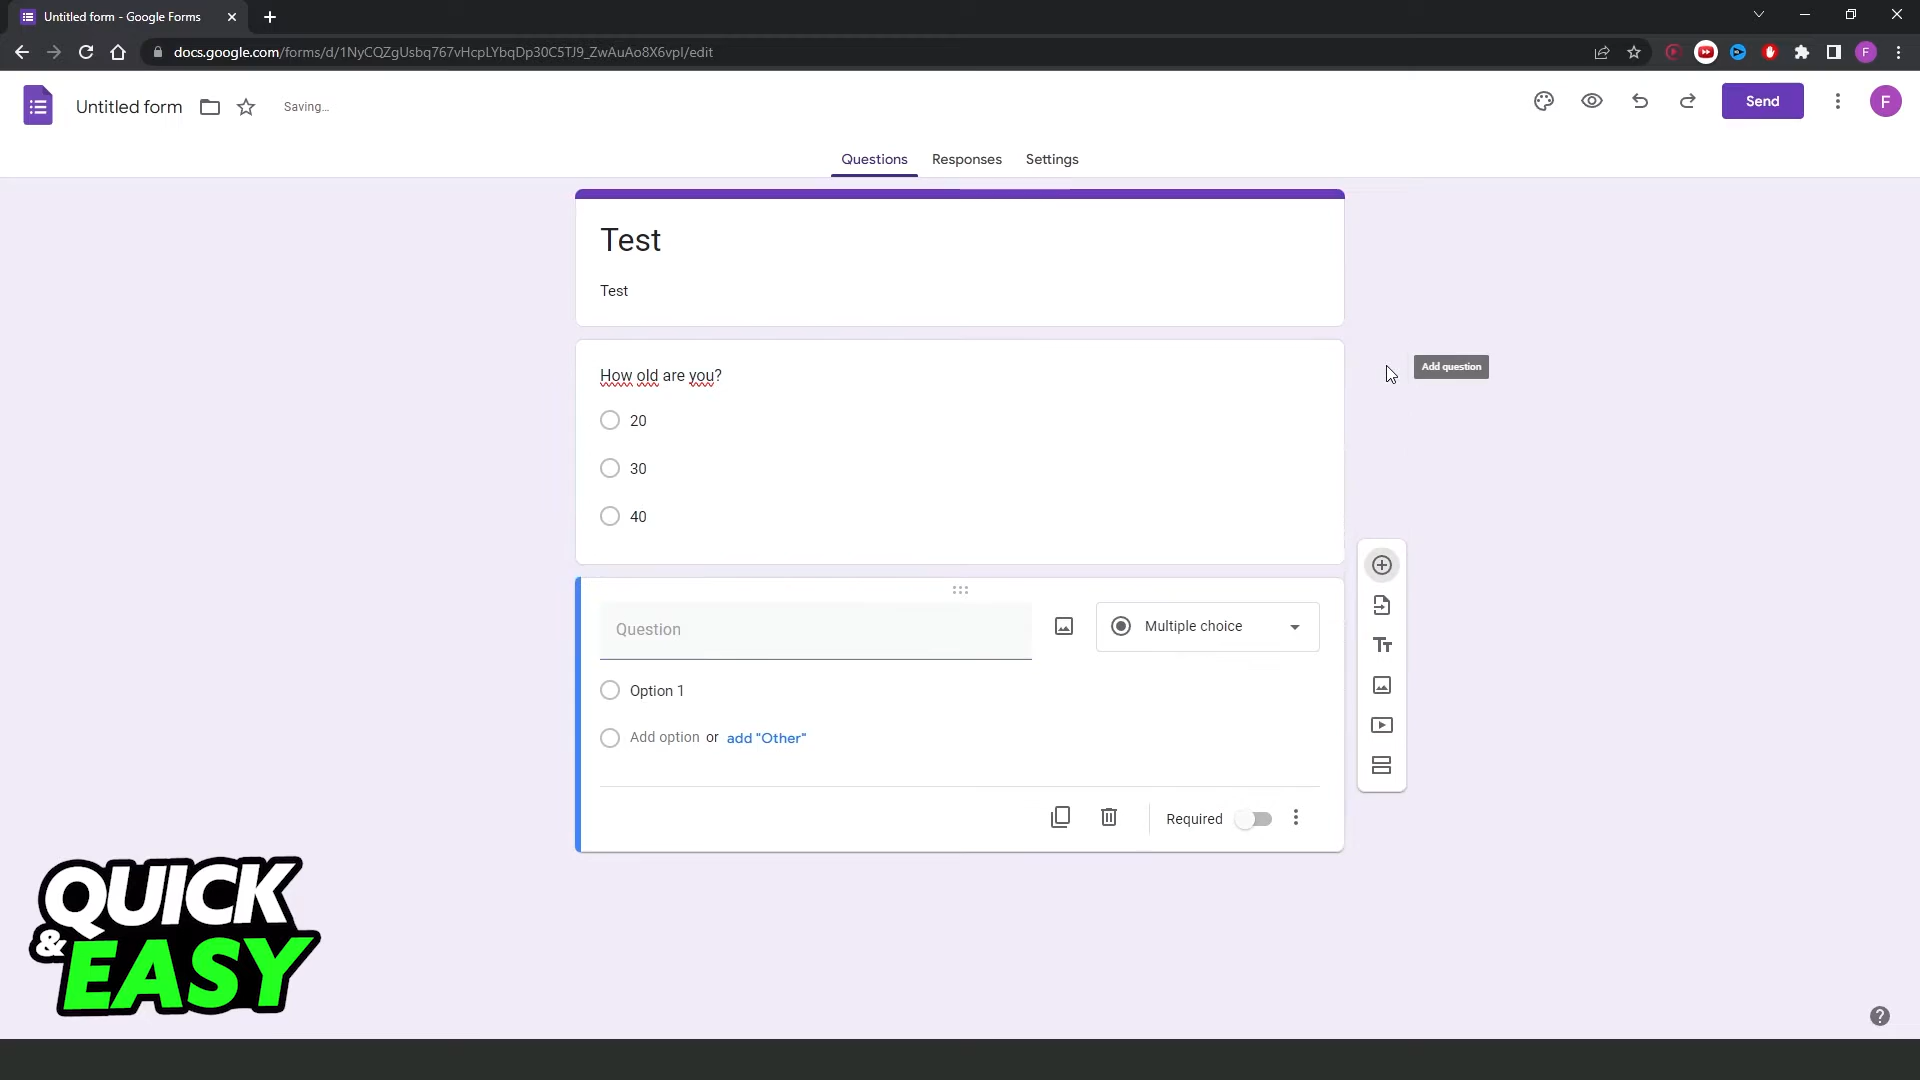 Untitled form - Google Forms
docs.google.com/forms/d/1NyCQZgUsbq767vHcpLYbqDp30C5TJ9_ZwAuAo8X6vpI/edit
F
Untitled form
Saving...
Send
F
Questions
Responses
Settings
Test
Test
How old are you?
Add question
20
30
40
Question
Multiple choice
Option 1
Add option or add "Other"
Required
QUICK
& EASY